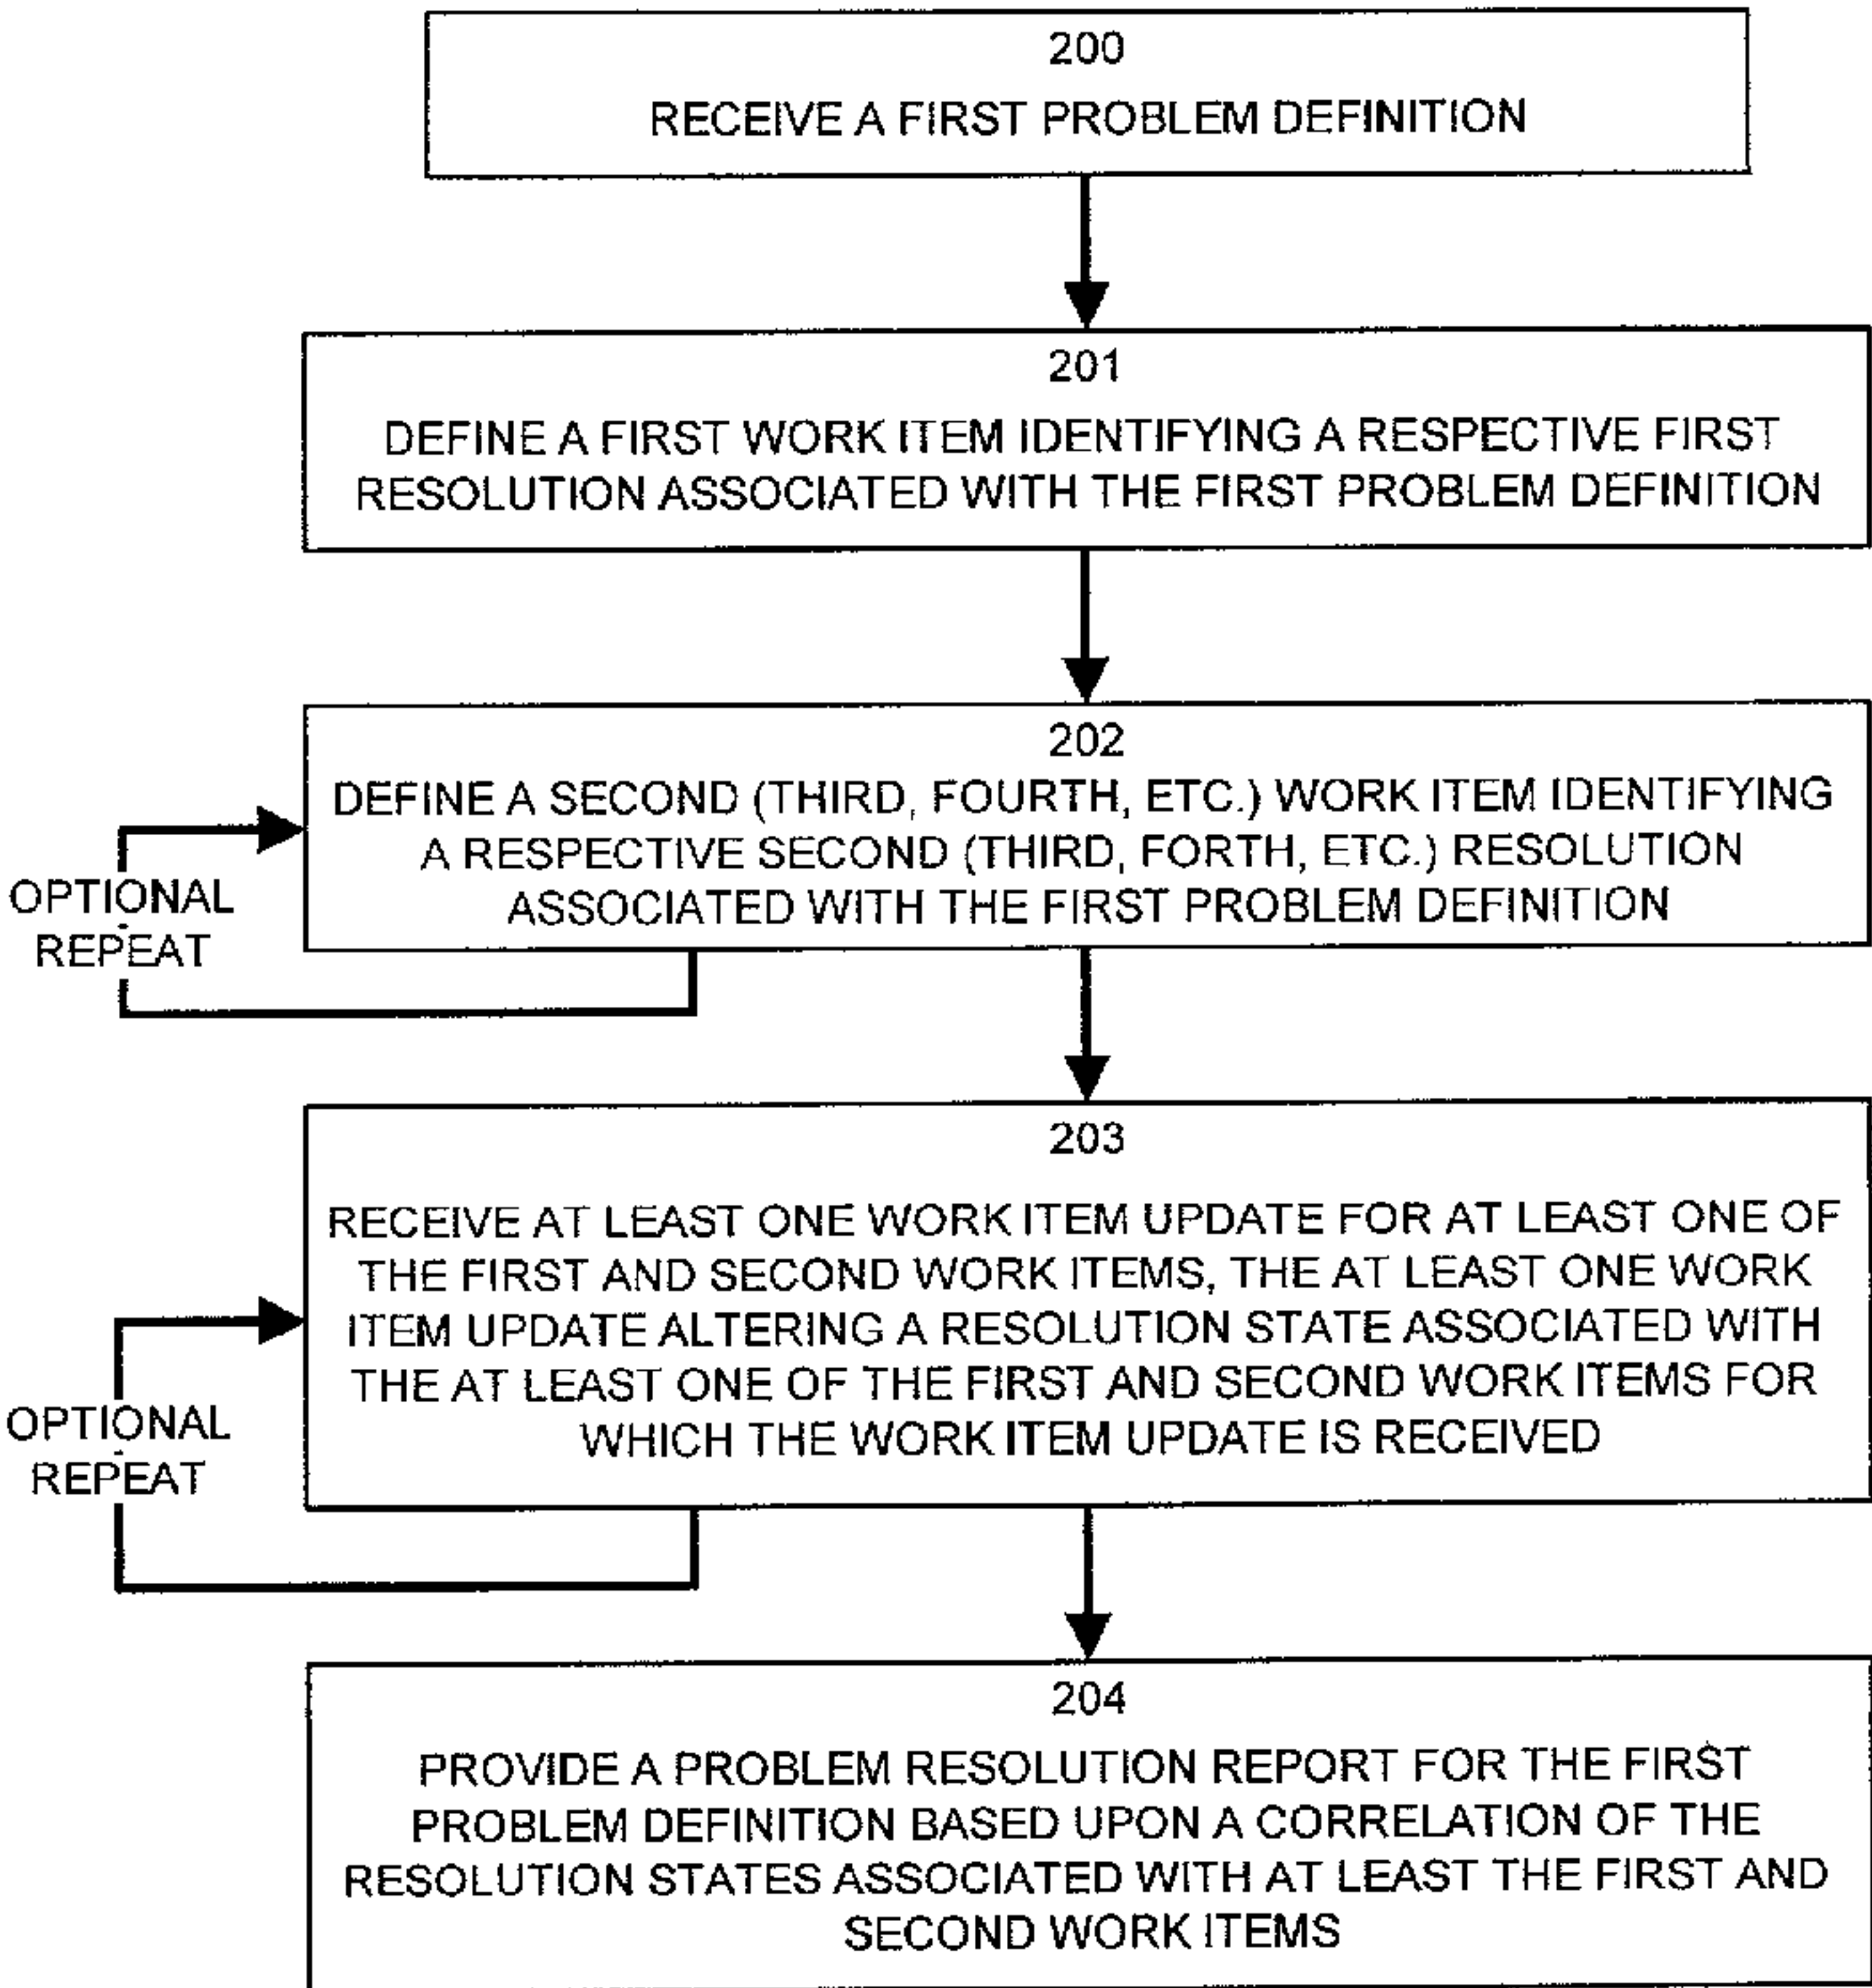 200
RECEIVE A FIRST PROBLEM DEFINITION
201
DEFINE A FIRST WORK ITEM IDENTIFYING A RESPECTIVE FIRST
RESOLUTION ASSOCIATED WITH THE FIRST PROBLEM DEFINITION
202
DEFINE A SECOND (THIRD, FOURTH, ETC.) WORK ITEM IDENTIFYING
A RESPECTIVE SECOND (THIRD, FORTH, ETC.) RESOLUTION
ASSOCIATED WITH THE FIRST PROBLEM DEFINITION
OPTIONAL
REPEAT
203
RECEIVE AT LEAST ONE WORK ITEM UPDATE FOR AT LEAST ONE OF
THE FIRST AND SECOND WORK ITEMS, THE AT LEAST ONE WORK
ITEM UPDATE ALTERING A RESOLUTION STATE ASSOCIATED WITH
THE AT LEAST ONE OF THE FIRST AND SECOND WORK ITEMS FOR
WHICH THE WORK ITEM UPDATE IS RECEIVED
OPTIONAL
REPEAT
204
PROVIDE A PROBLEM RESOLUTION REPORT FOR THE FIRST
PROBLEM DEFINITION BASED UPON A CORRELATION OF THE
RESOLUTION STATES ASSOCIATED WITH AT LEAST THE FIRST AND
SECOND WORK ITEMS